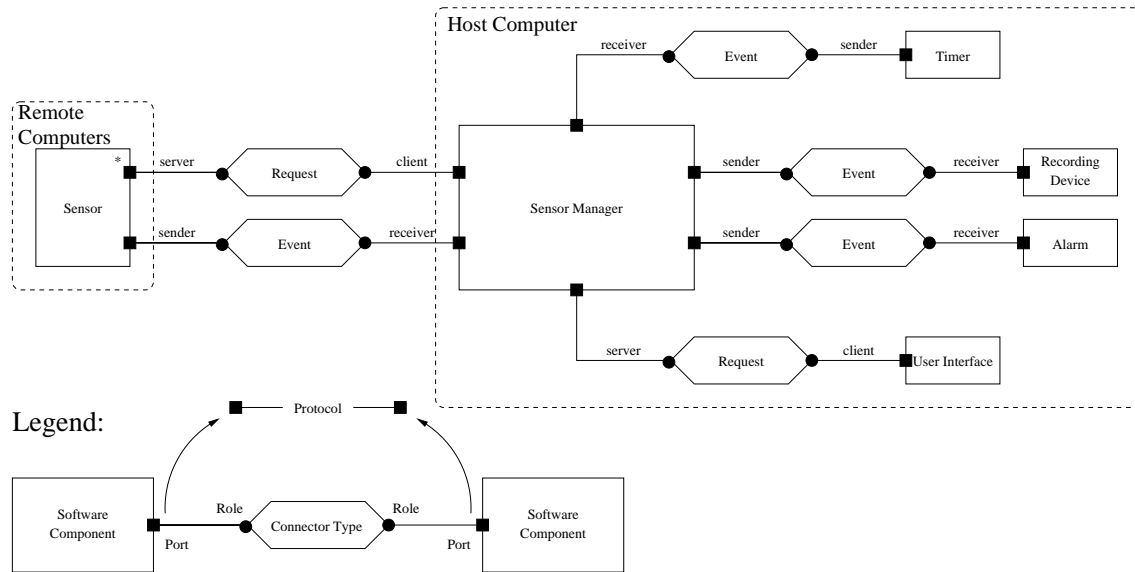 Host Computer
receiver
Event
sender
Timer
Remote
Computers
*
Sensor
server
Request
client
sender
Event
receiver
Sensor Manager
sender
Event
receiver
Recording
Device
sender
Event
receiver
Alarm
server
Request
client
User Interface
Legend:
Protocol
Software
Component
Port
Role
Connector Type
Role
Port
Software
Component